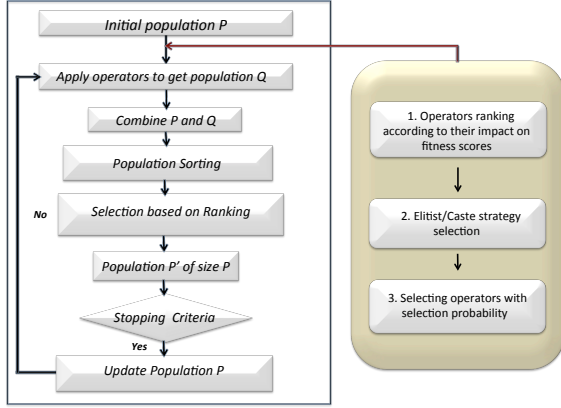 Initial population P
Apply operators to get population Q
Combine P and Q
Population Sorting
Selection based on Ranking
No
Population P' of size P
Stopping Criteria
Yes
Update Population P
1. Operators ranking
according to their impact on
fitness scores
2. Elitist/Caste strategy
selection
3. Selecting operators with
selection probability